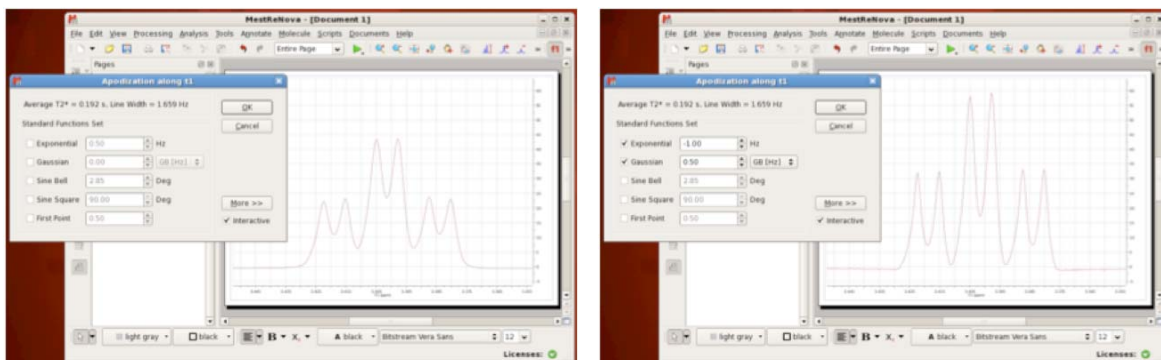 MestReNova - [Document 1]
File Edit View Processing Analysis Tools Annotate Molecule Scripts Documents Help
Entire Page
Pages
Apodization along t1
Average T2* = 0.192 s, Line Width = 1.659 Hz
OK
Standard Functions Set
Cancel
Exponential 0.50 Hz
Gaussian 0.00 GB [Hz]
Sine Bell 2.85 Deg
Sine Square 90.00 Deg
More >>
First Point 0.50
Interactive
light gray black B X, A black Bitstream Vera Sans 12
Licenses:
MestReNova - [Document 1]
File Edit View Processing Analysis Tools Annotate Molecule Scripts Documents Help
Entire Page
Pages
Apodization along t1
Average T2* = 0.192 s, Line Width = 1.659 Hz
OK
Standard Functions Set
Cancel
Exponential -1.00 Hz
Gaussian 0.50 GB [Hz]
Sine Bell 2.85 Deg
Sine Square 90.00 Deg
More >>
First Point 0.50
Interactive
light gray black B X, A black Bitstream Vera Sans 12
Licenses: